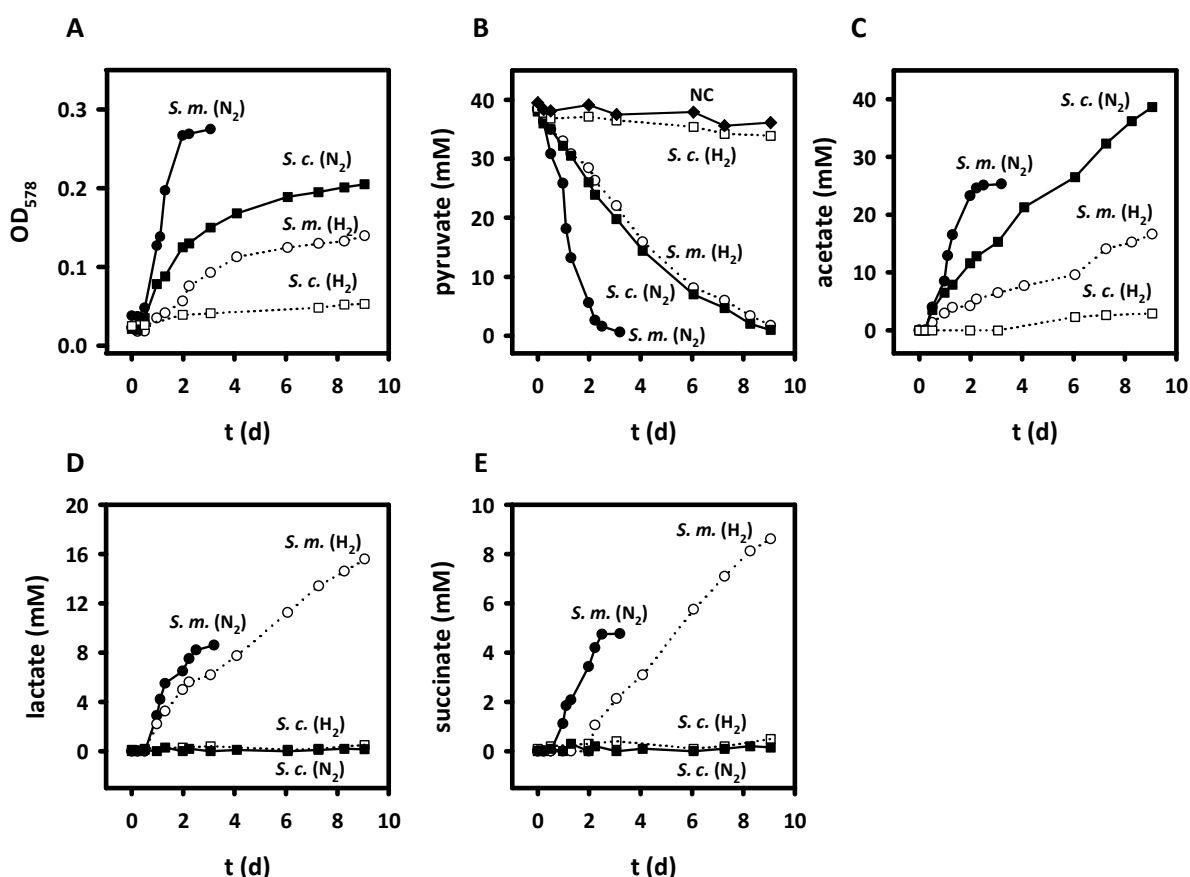 A
OD578
0.3
0.2
0.1
0.0
S. m. (N2)
S. c. (N2)
S. m. (H2)
S. c. (H2)
0 2 4 6 8 10
t (d)
B
pyruvate (mM)
40
30
20
10
0
NC
S. c. (H2)
S. m. (H2)
S. c. (N2)
S. m. (N2)
0 2 4 6 8 10
t (d)
C
acetate (mM)
40
30
20
10
0
S. c. (N2)
S. m. (N2)
S. m. (H2)
S. c. (H2)
0 2 4 6 8 10
t (d)
D
lactate (mM)
20
16
12
8
4
0
S. m. (H2)
S. m. (N2)
S. c. (H2)
S. c. (N2)
0 2 4 6 8 10
t (d)
E
succinate (mM)
10
8
6
4
2
0
S. m. (H2)
S. m. (N2)
S. c. (H2)
S. c. (N2)
0 2 4 6 8 10
t (d)